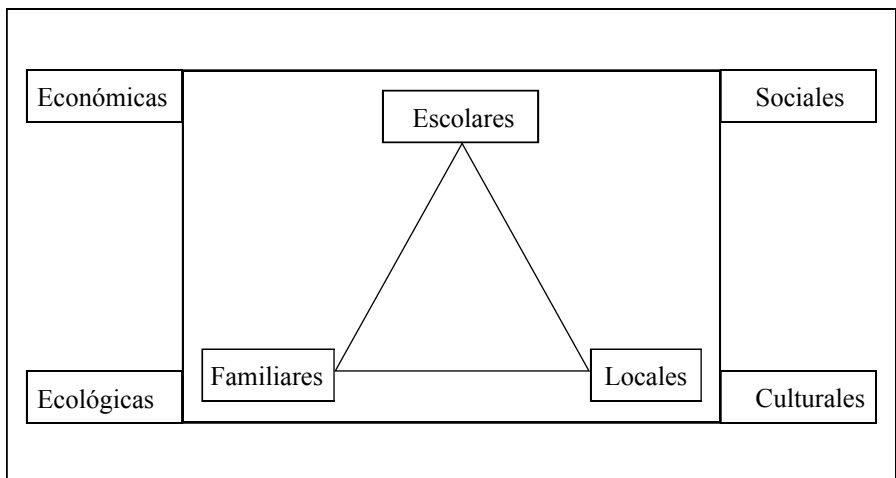 Económicas
Sociales
Escolares
Familiares
Locales
Ecológicas
Culturales